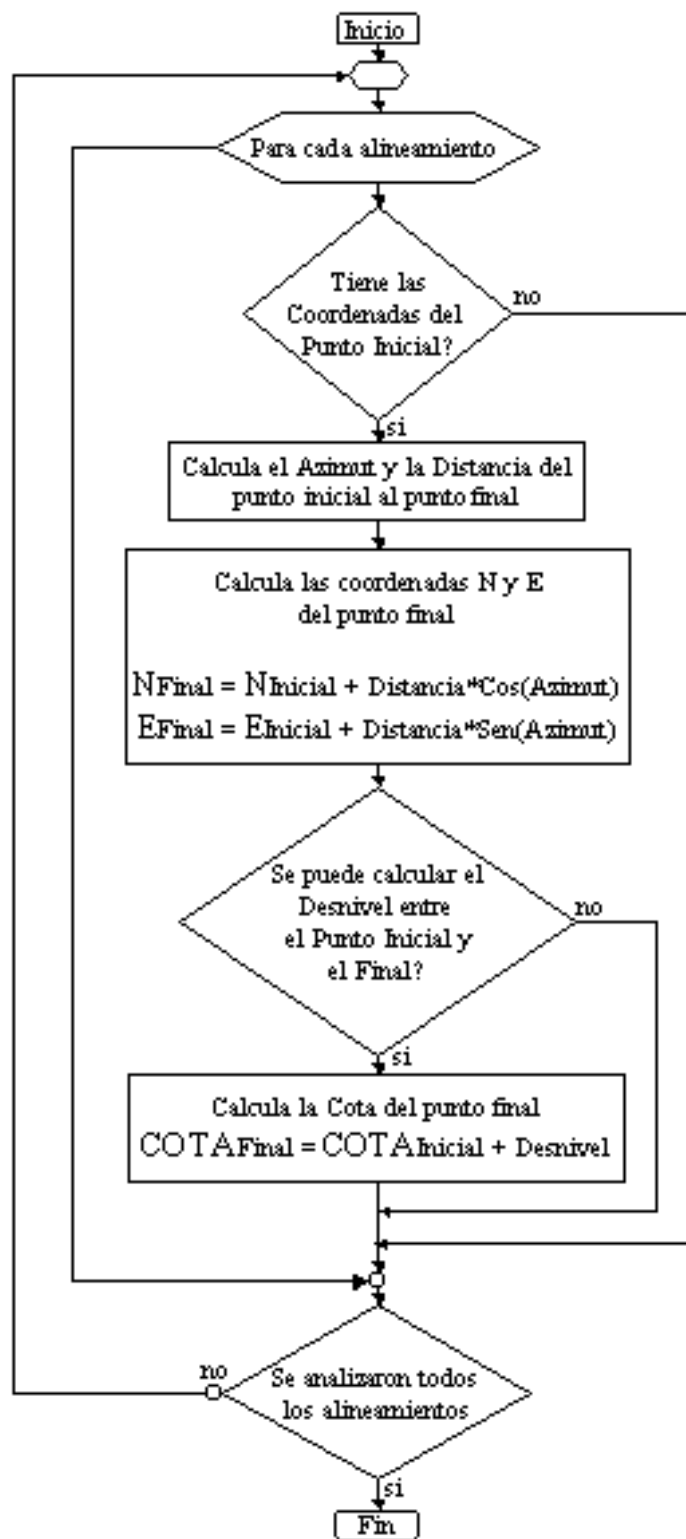 Inicio
Para cada alineamiento
Tiene las
Coordenadas del
Punto Inicial?
no
si
Calcula el Azimut y la Distancia del
punto inicial al punto final
Calcula las coordenadas N y E
del punto final
NFinal = NInicial + Distancia*Cos(Azimut)
EFinal = EInicial + Distancia*Sen(Azimut)
Se puede calcular el
Desnivel entre
el Punto Inicial y
el Final?
no
si
Calcula la Cota del punto final
COTAFinal = COTAInicial + Desnivel
no
Se analizaron todos
los alineamientos
si
Fin